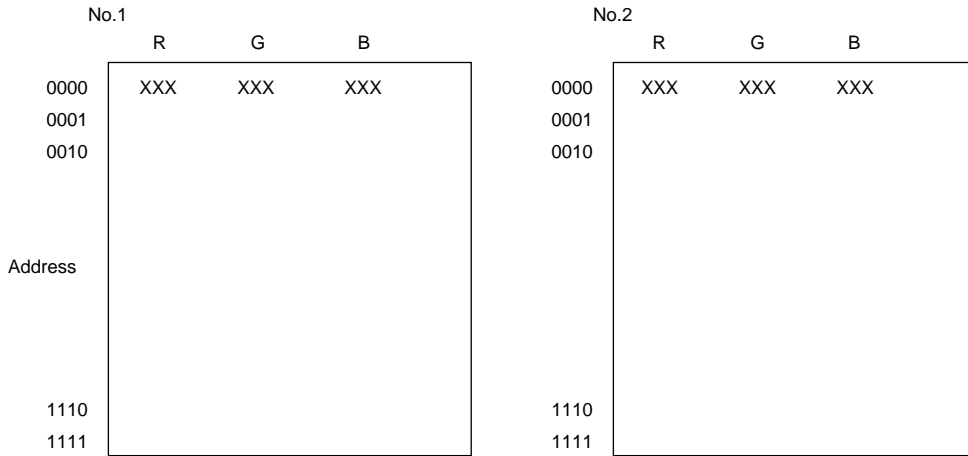 No.1 No.2
R G B R G B
0000 XXX XXX XXX 0000 XXX XXX XXX
0001 0001
0010 0010
Address
1110 1110
1111 1111